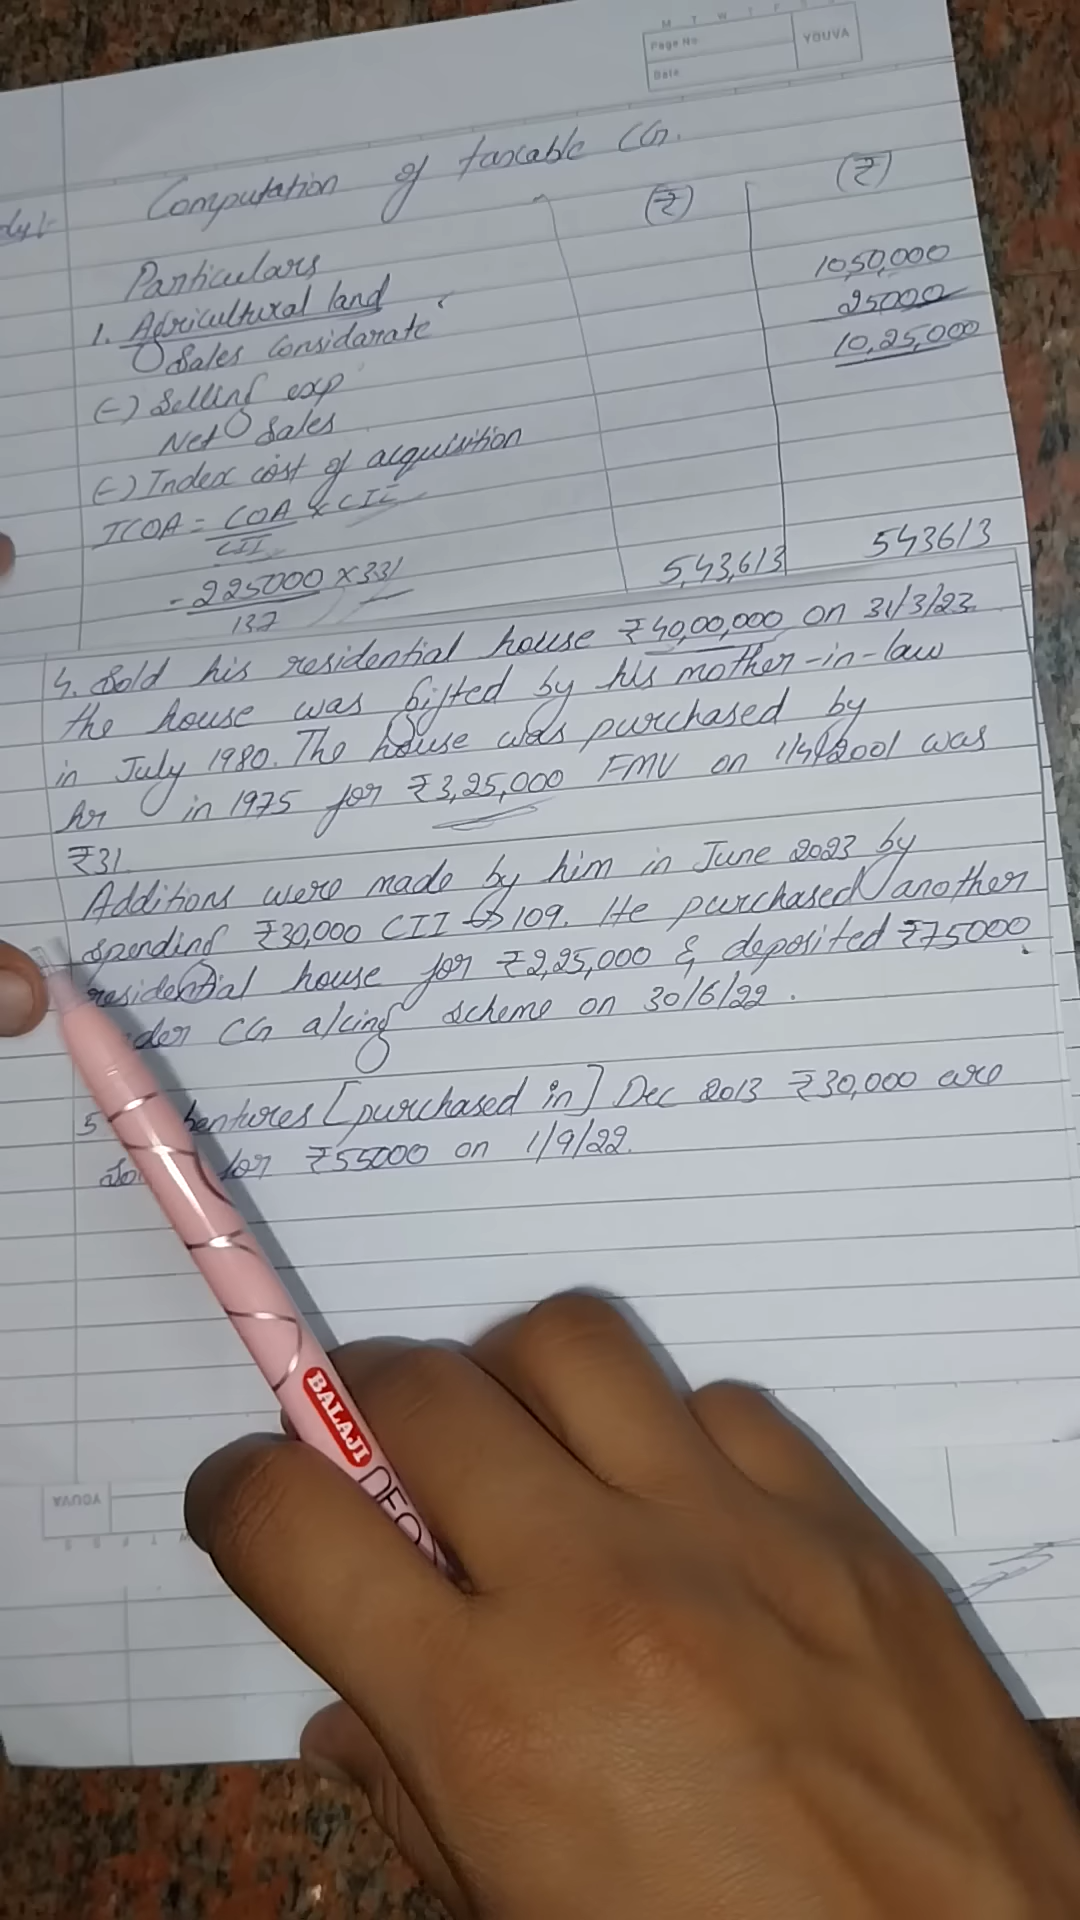 M T W T F S
Page No.
YOUVA
Date
Computation of taxable CG.
Particulars (₹) (₹)
1. Agricultural land
Sales Considarate 1050,000
(-) Selling exp 25000
Net Sales 10,25,000
(-) Index cost of acquisition
ICOA = COA x CII
CII
- 225000 x 331 5,43,613 543613
137
4. Sold his residential house ₹40,00,000 on 31/3/23
the house was gifted by his mother-in-law
in July 1980. The house was purchased by
hr in 1975 for ₹3,25,000 FMV on 1/4/2001 was
₹31
Additions were made by him in June 2023 by
spending ₹30,000 CII 109. He purchased another
residential house for ₹2,25,000 & deposited ₹75000
der CG a/cing scheme on 30/6/22.
5 bentures [purchased in] Dec 2013 ₹30,000 are
for ₹55000 on 1/9/22.
BALAJI
NEO
YOUVA